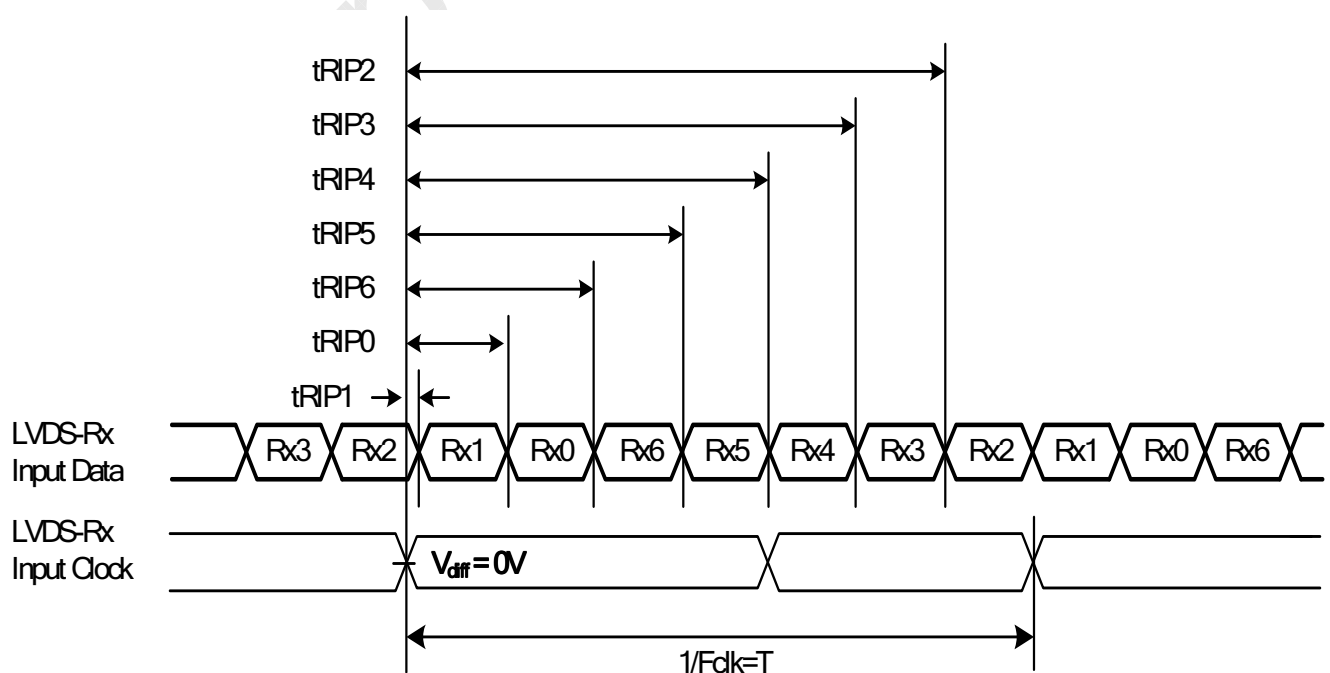 tRIP2
tRIP3
tRIP4
tRIP5
tRIP6
tRIP0
tRIP1
LVDS-Rx
Input Data
Rx3 Rx2 Rx1 Rx0 Rx6 Rx5 Rx4 Rx3 Rx2 Rx1 Rx0 Rx6
LVDS-Rx
Input Clock
Vdiff = 0V
1/Fclk=T